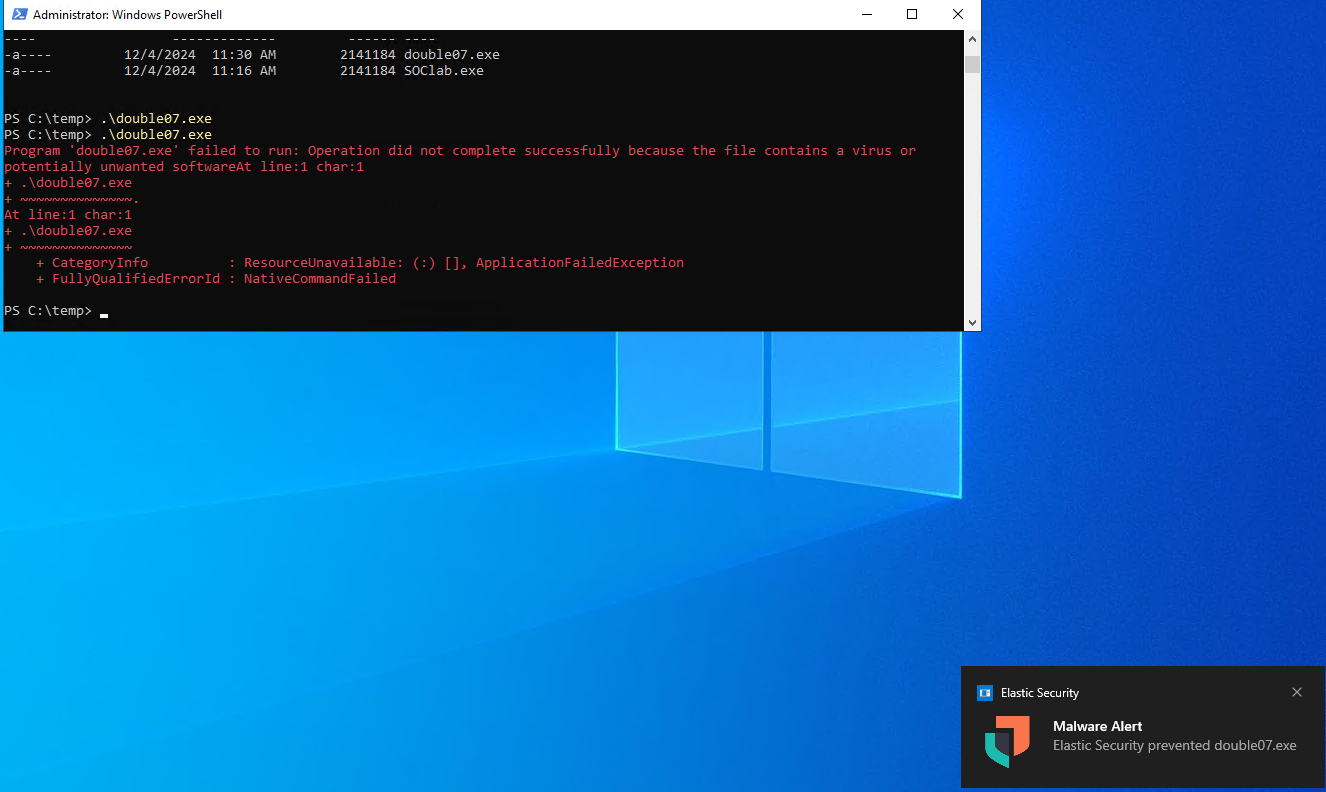 Administrator: Windows PowerShell
---- ------------- ------ ----
-a---- 12/4/2024 11:30 AM 2141184 double07.exe
-a---- 12/4/2024 11:16 AM 2141184 SOClab.exe
PS C:\temp> .\double07.exe
PS C:\temp> .\double07.exe
Program 'double07.exe' failed to run: Operation did not complete successfully because the file contains a virus or
potentially unwanted softwareAt line:1 char:1
+ .\double07.exe
+ ~~~~~~~~~~~~~~.
At line:1 char:1
+ .\double07.exe
+ ~~~~~~~~~~~~~~
+ CategoryInfo : ResourceUnavailable: (:) [], ApplicationFailedException
+ FullyQualifiedErrorId : NativeCommandFailed
PS C:\temp>
Elastic Security
Malware Alert
Elastic Security prevented double07.exe